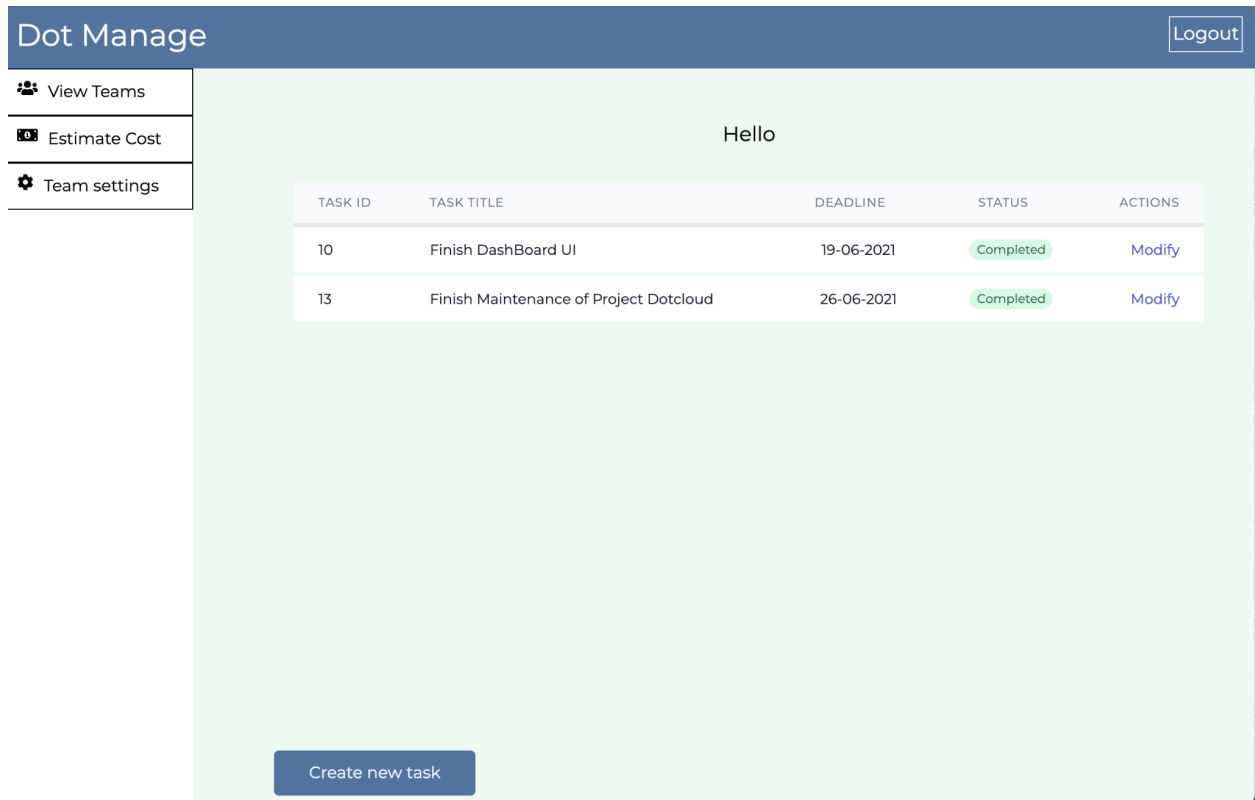 Dot Manage Logout
View Teams
Estimate Cost
Team settings
Hello
TASK ID TASK TITLE DEADLINE STATUS ACTIONS
10 Finish DashBoard UI 19-06-2021 Completed Modify
13 Finish Maintenance of Project Dotcloud 26-06-2021 Completed Modify
Create new task